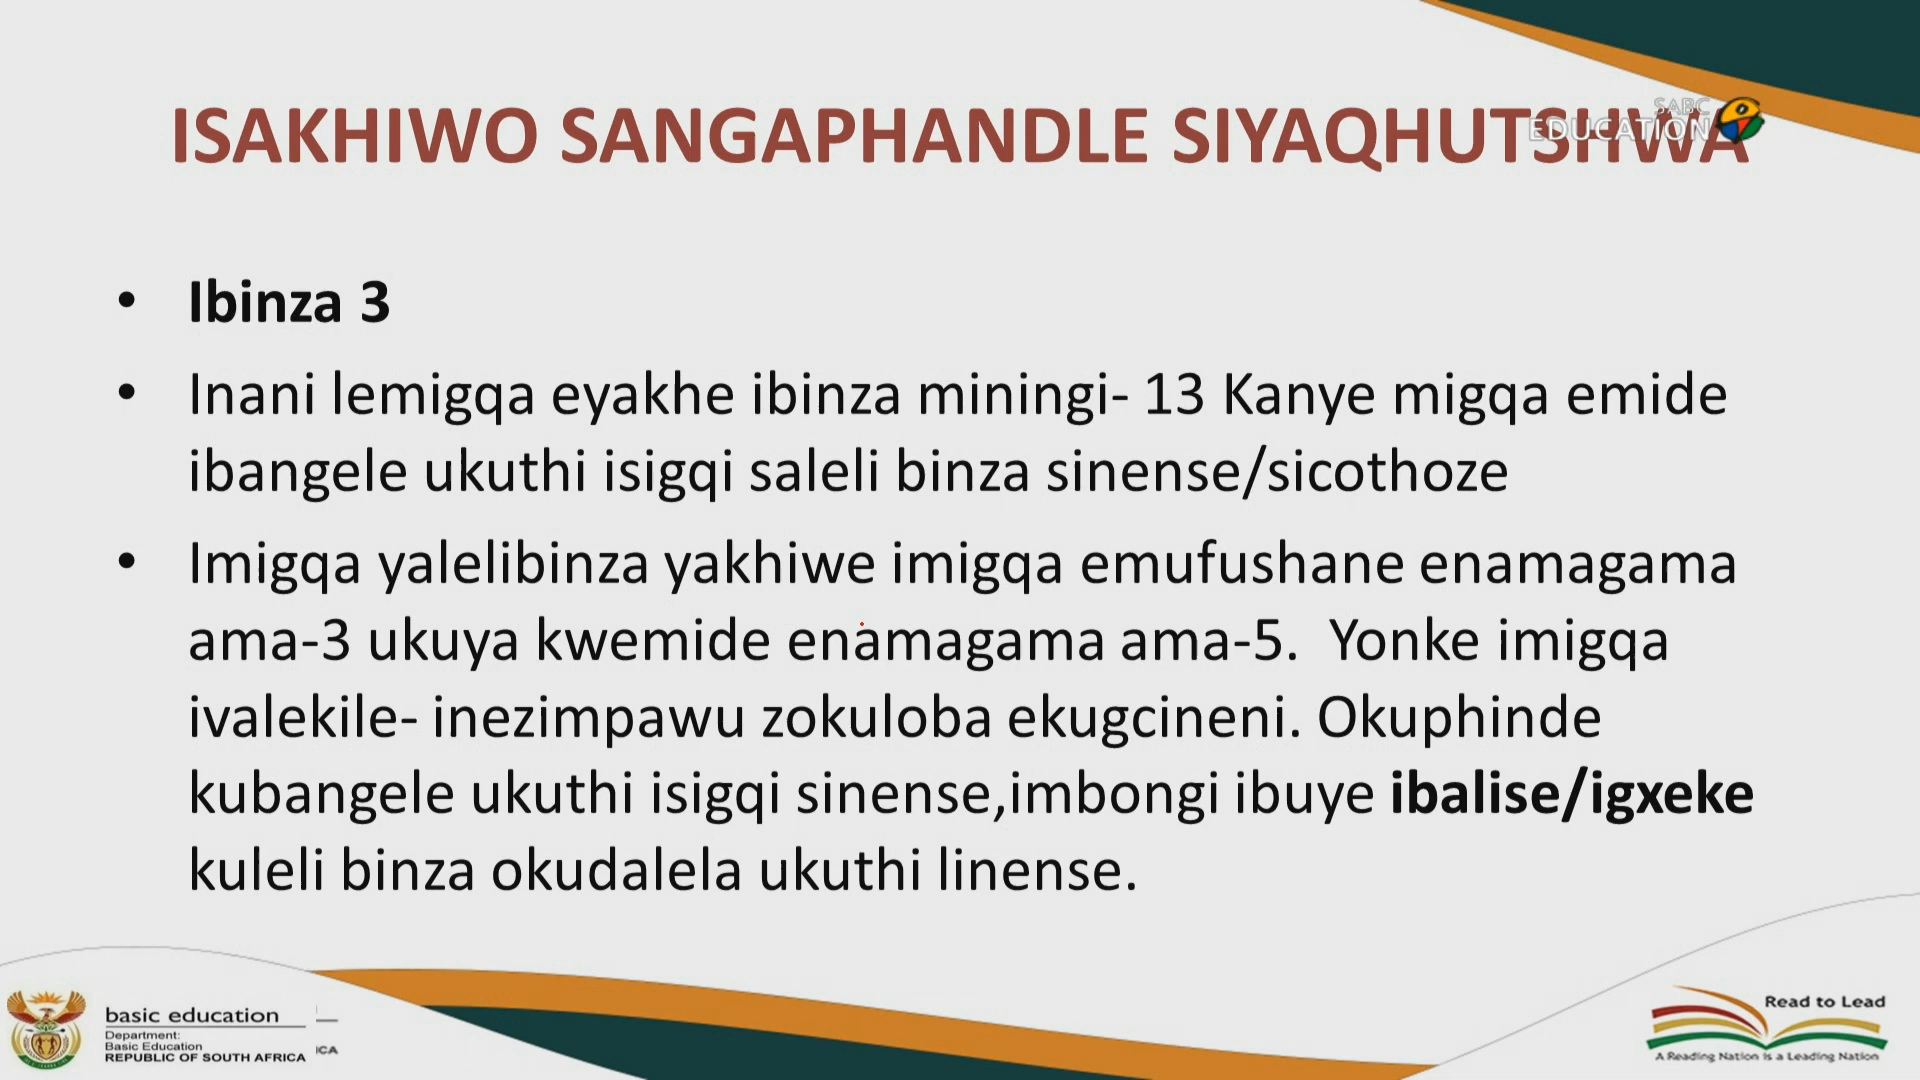 ISAKHIWO SANGAPHANDLE SIYAQHUTSHWA
SABC
EDUCATION
• Ibinza 3
• Inani lemigqa eyakhe ibinza miningi- 13 Kanye migqa emide
ibangele ukuthi isigqi saleli binza sinense/sicothoze
• Imigqa yalelibinza yakhiwe imigqa emufushane enamagama
ama-3 ukuya kwemide enamagama ama-5. Yonke imigqa
ivalekile- inezimpawu zokuloba ekugcineni. Okuphinde
kubangele ukuthi isigqi sinense,imbongi ibuye ibalise/igxeke
kuleli binza okudalela ukuthi linense.
basic education
Department:
Basic Education
REPUBLIC OF SOUTH AFRICA
ICA
Read to Lead
A Reading Nation is a Leading Nation